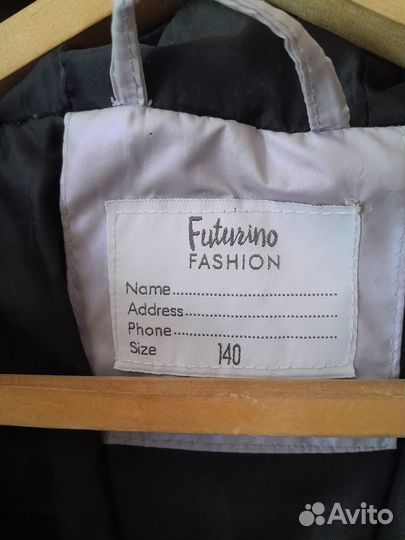 Futurino
FASHION
Name
Address
Phone
Size 140
Avito